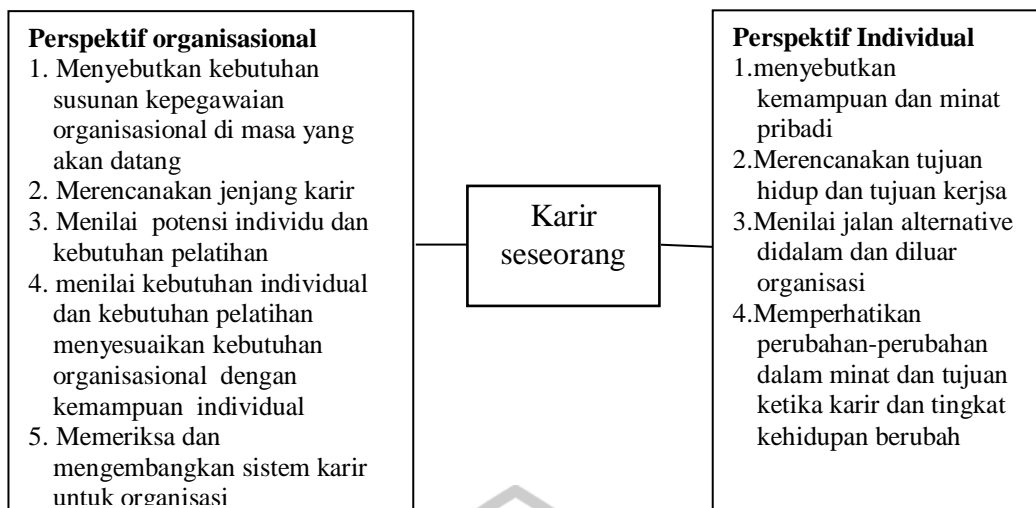 Perspektif organisasional
1. Menyebutkan kebutuhan
susunan kepegawaian
organisasional di masa yang
akan datang
2. Merencanakan jenjang karir
3. Menilai potensi individu dan
kebutuhan pelatihan
4. menilai kebutuhan individual
dan kebutuhan pelatihan
menyesuaikan kebutuhan
organisasional dengan
kemampuan individual
5. Memeriksa dan
mengembangkan sistem karir
untuk organisasi
Karir
seseorang
Perspektif Individual
1.menyebutkan
kemampuan dan minat
pribadi
2.Merencanakan tujuan
hidup dan tujuan kerjsa
3.Menilai jalan alternative
didalam dan diluar
organisasi
4.Memperhatikan
perubahan-perubahan
dalam minat dan tujuan
ketika karir dan tingkat
kehidupan berubah